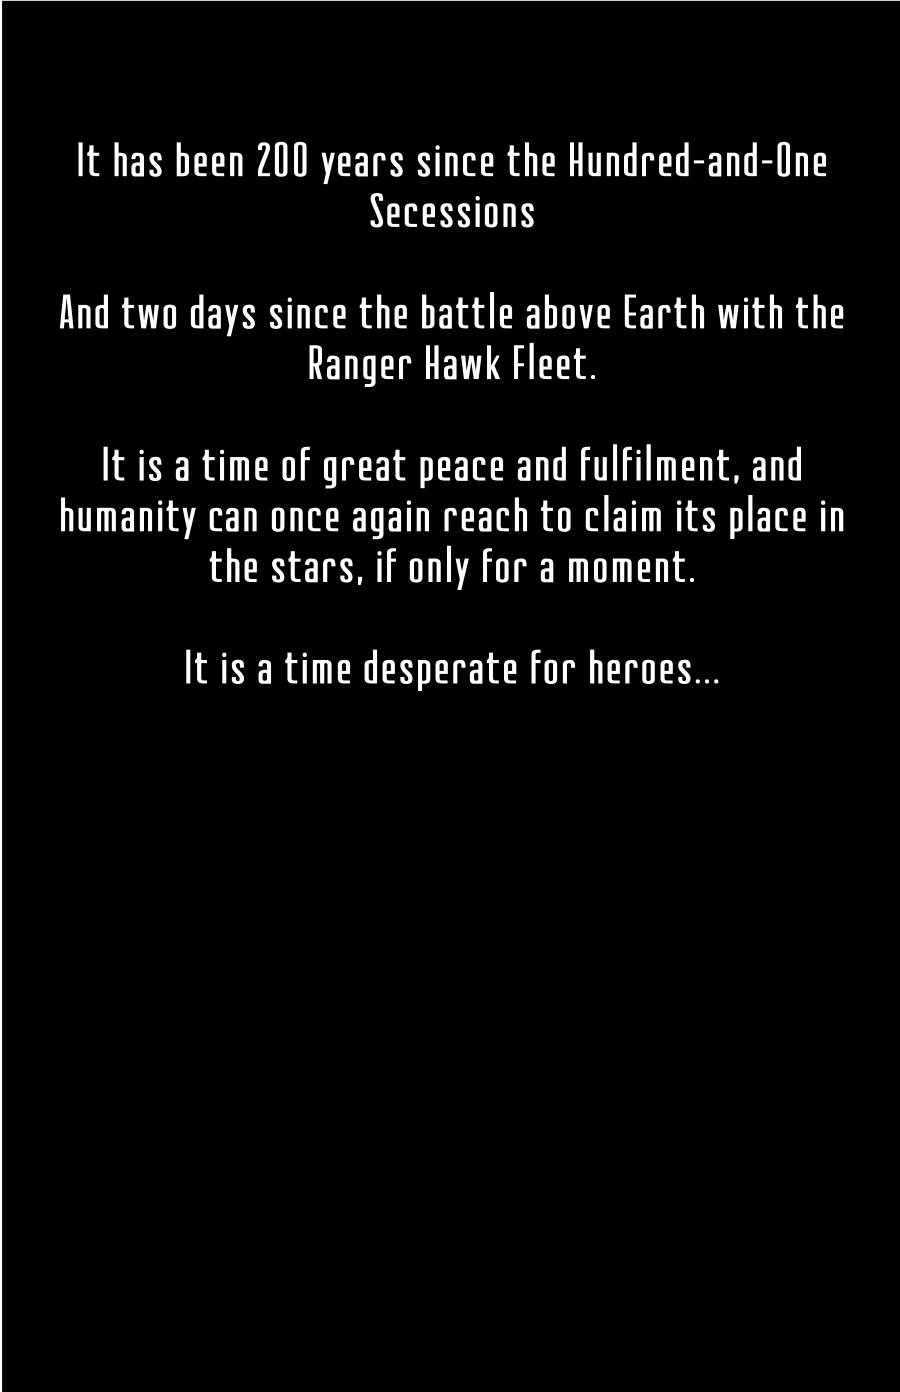 It has been 200 years since the Hundred-and-One
Secessions
And two days since the battle above Earth with the
Ranger Hawk Fleet.
It is a time of great peace and fulfilment, and
humanity can once again reach to claim its place in
the stars, if only for a moment.
It is a time desperate for heroes...